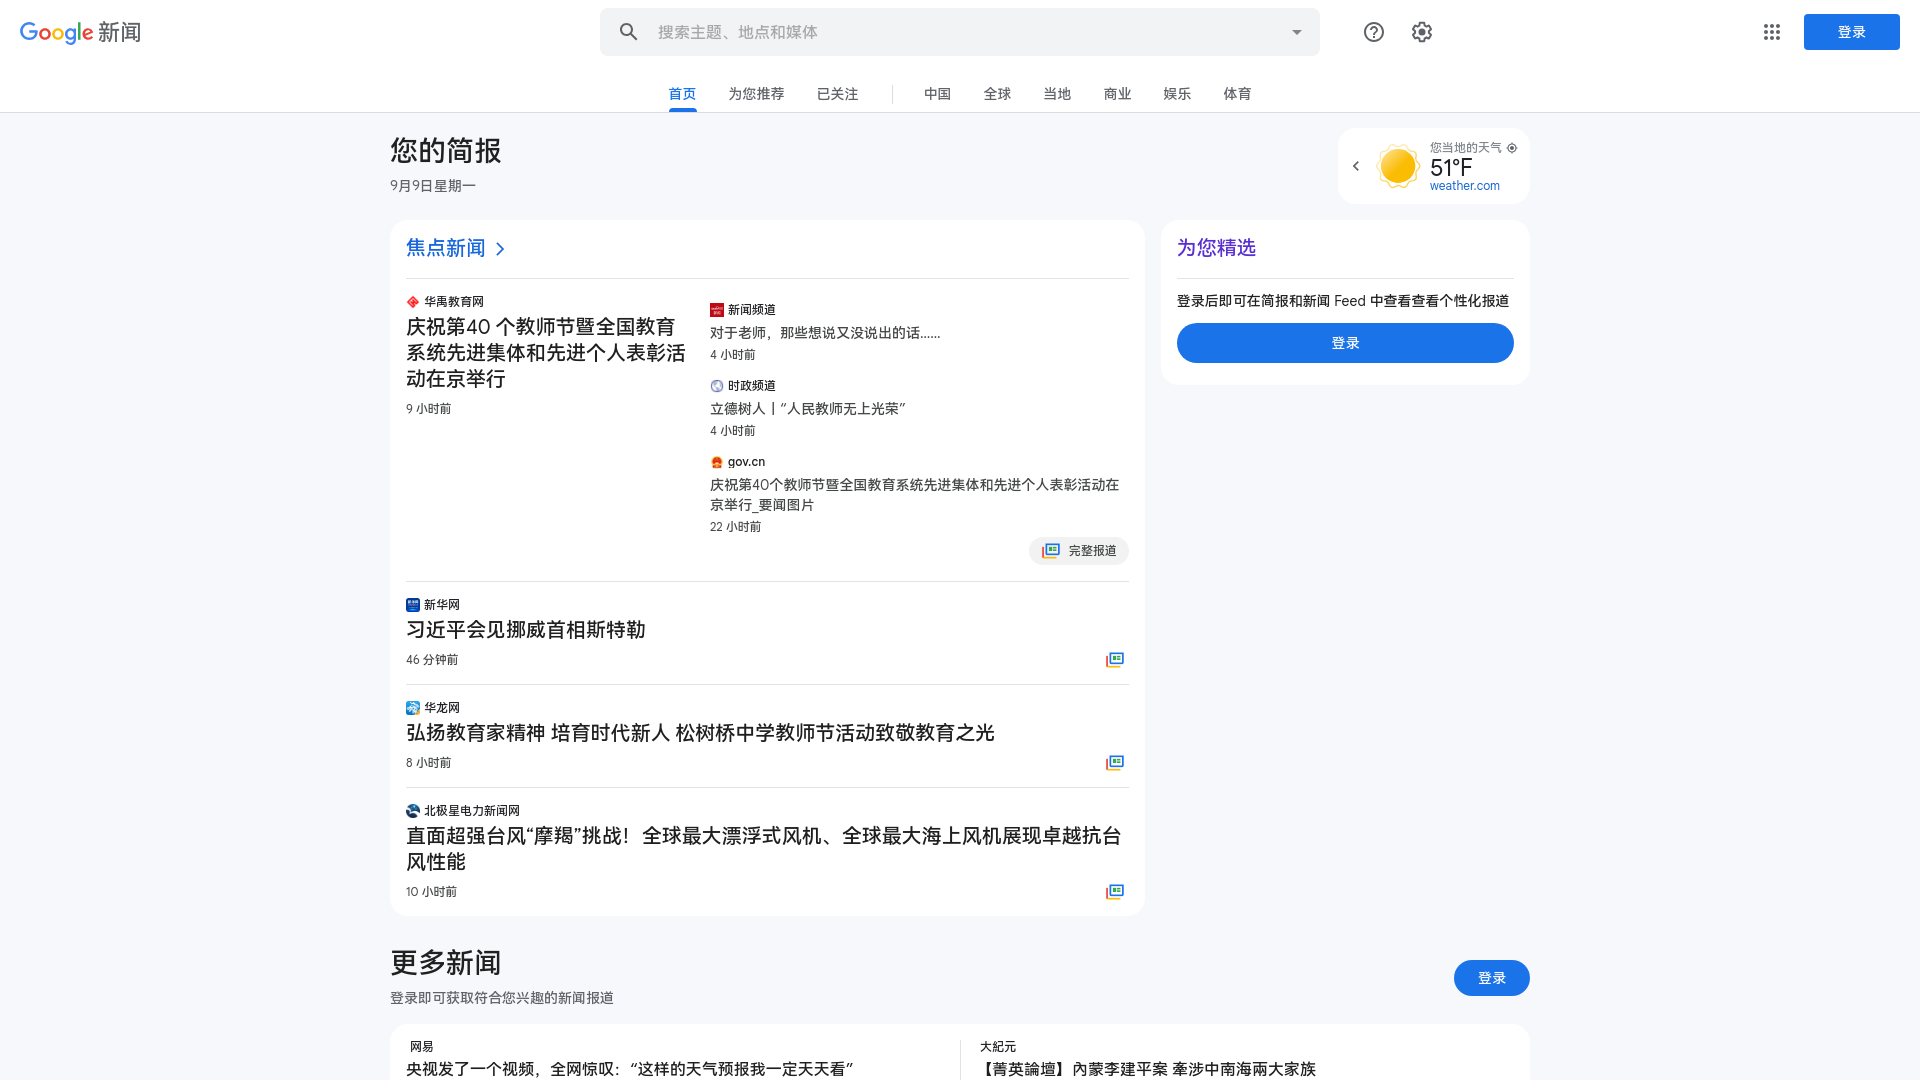 Google 新闻
搜索主题、地点和媒体
登录
首页
为您推荐
已关注
中国
全球
当地
商业
娱乐
体育
您的简报
9月9日星期一
您当地的天气
51°F
weather.com
焦点新闻
华禹教育网
庆祝第40 个教师节暨全国教育
系统先进集体和先进个人表彰活
动在京举行
9 小时前
新闻频道
对于老师，那些想说又没说出的话……
4 小时前
时政频道
立德树人丨“人民教师无上光荣”
4 小时前
gov.cn
庆祝第40个教师节暨全国教育系统先进集体和先进个人表彰活动在
京举行_要闻图片
22 小时前
完整报道
新华网
习近平会见挪威首相斯特勒
46 分钟前
华龙网
弘扬教育家精神 培育时代新人 松树桥中学教师节活动致敬教育之光
8 小时前
北极星电力新闻网
直面超强台风“摩羯”挑战！全球最大漂浮式风机、全球最大海上风机展现卓越抗台
风性能
10 小时前
为您精选
登录后即可在简报和新闻 Feed 中查看查看个性化报道
登录
更多新闻
登录即可获取符合您兴趣的新闻报道
登录
网易
央视发了一个视频，全网惊叹：“这样的天气预报我一定天天看”
大紀元
【菁英論壇】內蒙李建平案 牽涉中南海兩大家族